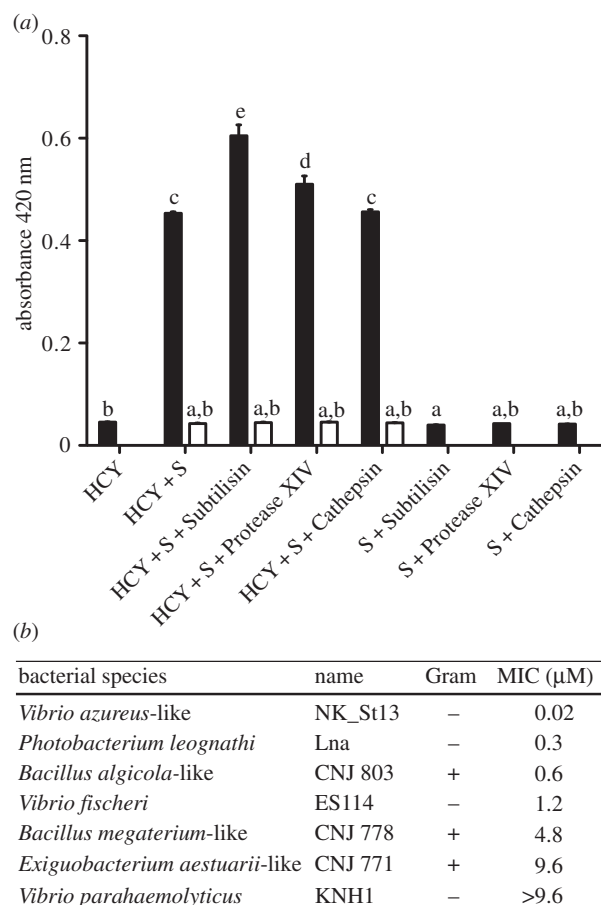 (a)
0.8
0.6
0.4
0.2
0
absorbance 420 nm
b
c
a,b
e
a,b
d
a,b
c
a,b
a
a,b
a,b
HCY
HCY + S
HCY + S + Subtilisin
HCY + S + Protease XIV
HCY + S + Cathepsin
S + Subtilisin
S + Protease XIV
S + Cathepsin
(b)
bacterial species name Gram MIC (μM)
Vibrio azureus-like NK_St13 – 0.02
Photobacterium leognathi Lna – 0.3
Bacillus algicola-like CNJ 803 + 0.6
Vibrio fischeri ES114 – 1.2
Bacillus megaterium-like CNJ 778 + 4.8
Exiguobacterium aestuarii-like CNJ 771 + 9.6
Vibrio parahaemolyticus KNH1 – >9.6